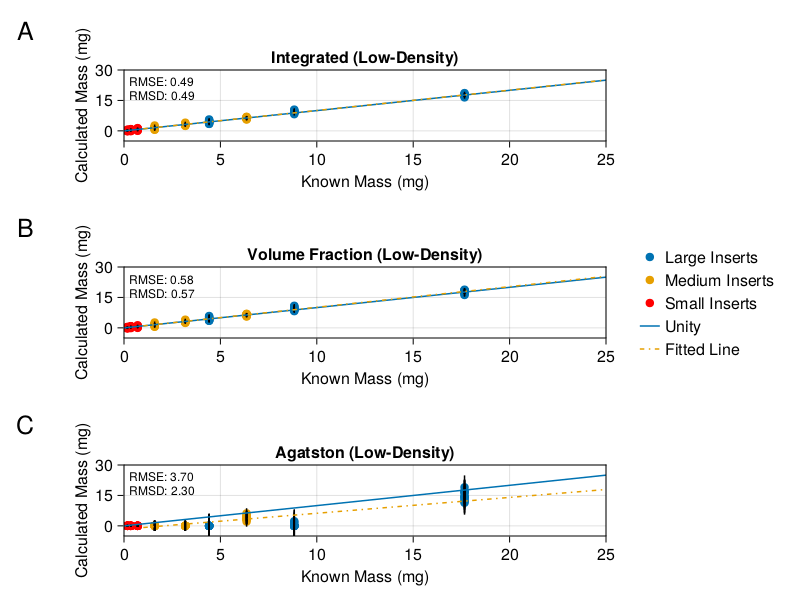 A
Integrated (Low-Density)
Calculated Mass (mg)
30
15
0
RMSE: 0.49
RMSD: 0.49
0 5 10 15 20 25
Known Mass (mg)
B
Volume Fraction (Low-Density)
Calculated Mass (mg)
30
15
0
RMSE: 0.58
RMSD: 0.57
0 5 10 15 20 25
Known Mass (mg)
Large Inserts
Medium Inserts
Small Inserts
Unity
Fitted Line
C
Agatston (Low-Density)
Calculated Mass (mg)
30
15
0
RMSE: 3.70
RMSD: 2.30
0 5 10 15 20 25
Known Mass (mg)